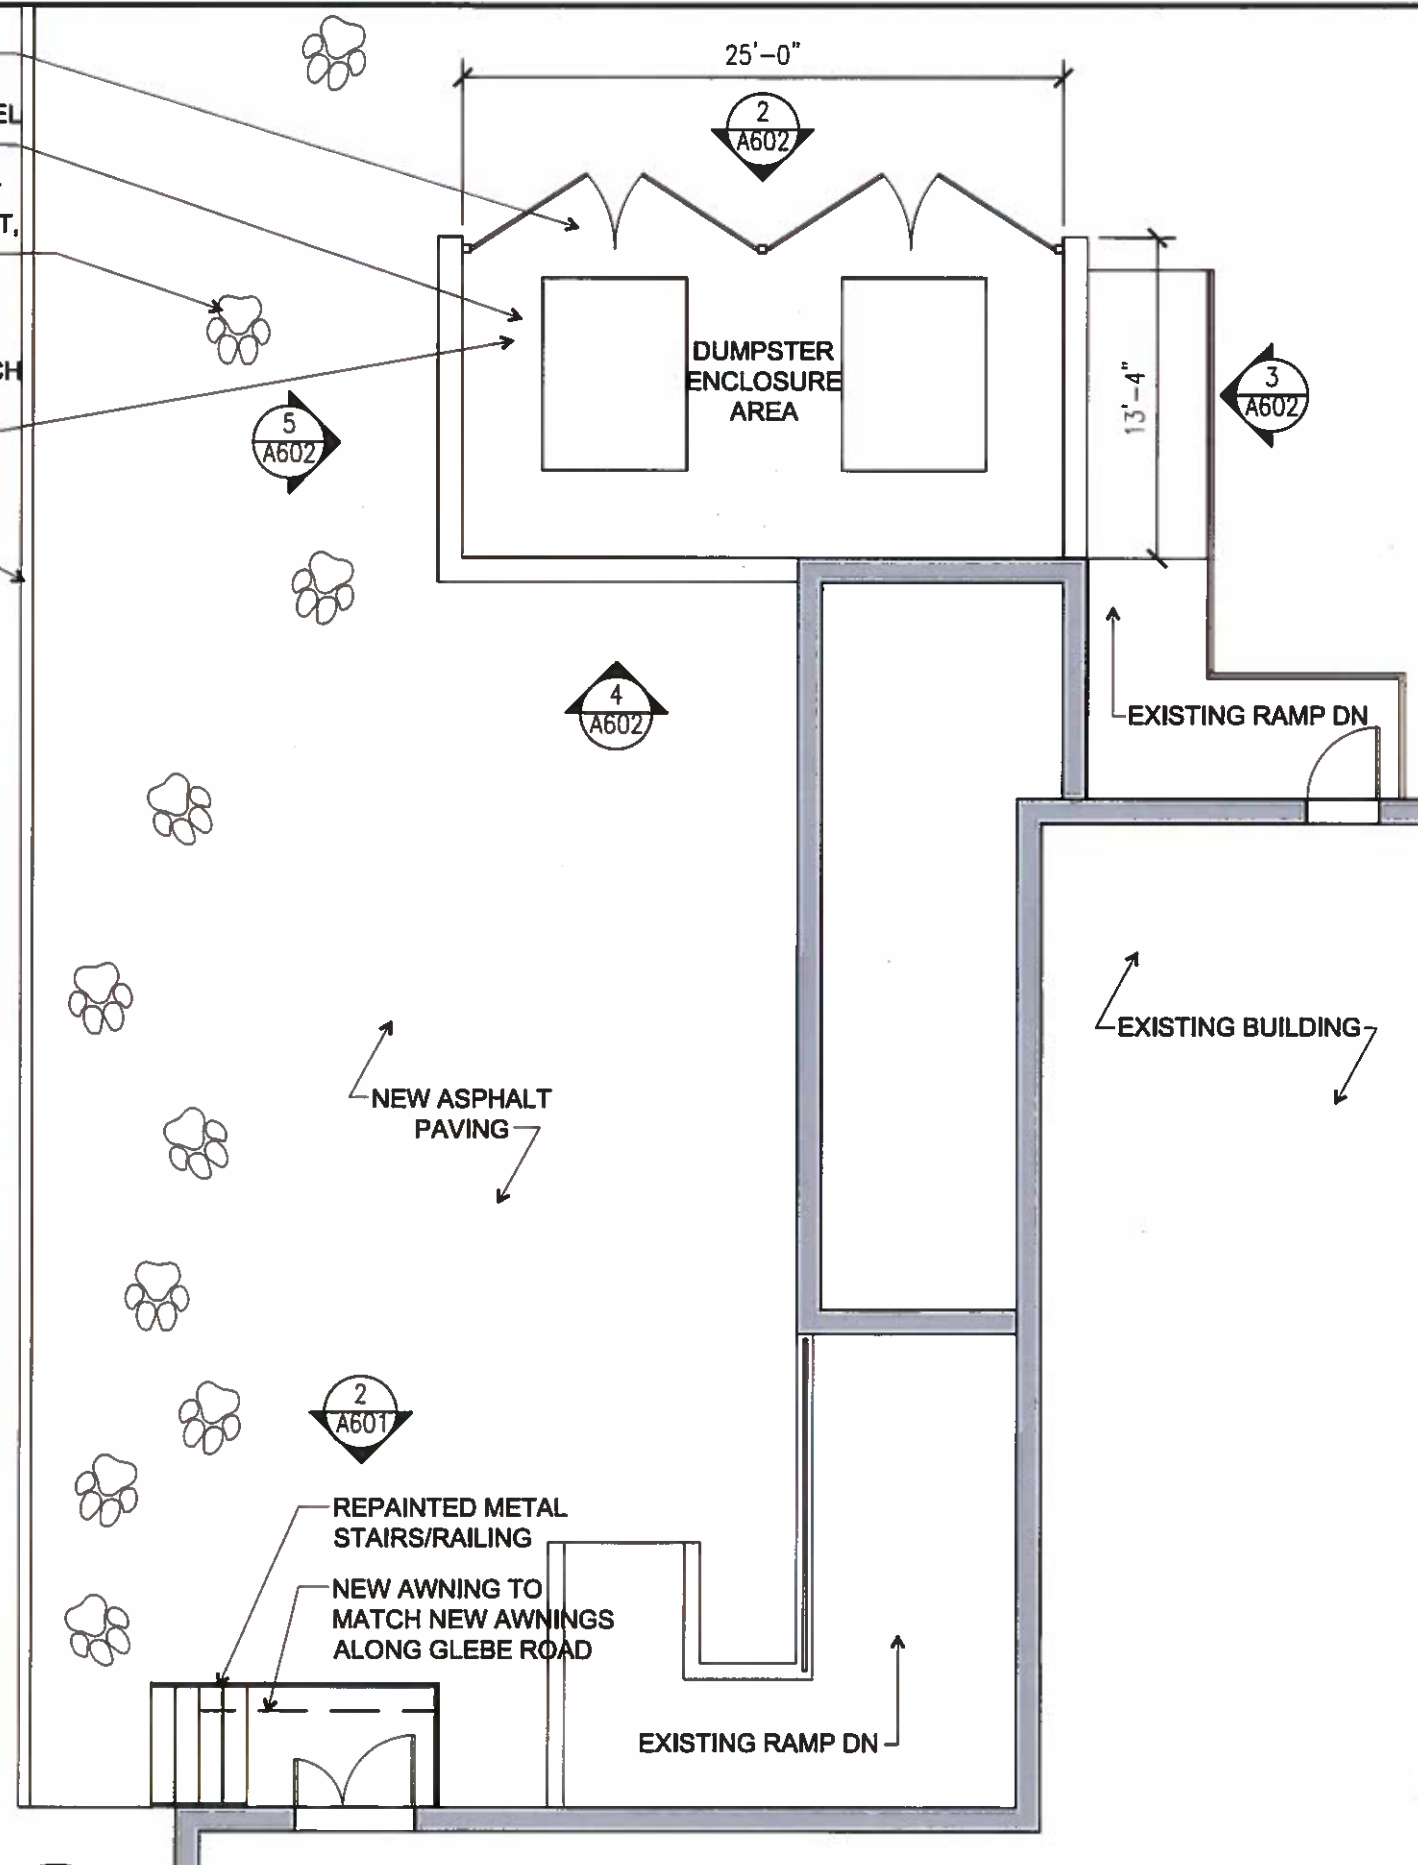 25'-0"
2
A602
EL
T,
CH
DUMPSTER
ENCLOSURE
AREA
13'-4"
3
A602
5
A602
4
A602
EXISTING RAMP DN
EXISTING BUILDING
NEW ASPHALT
PAVING
2
A601
REPAINTED METAL
STAIRS/RAILING
NEW AWNING TO
MATCH NEW AWNINGS
ALONG GLEBE ROAD
EXISTING RAMP DN